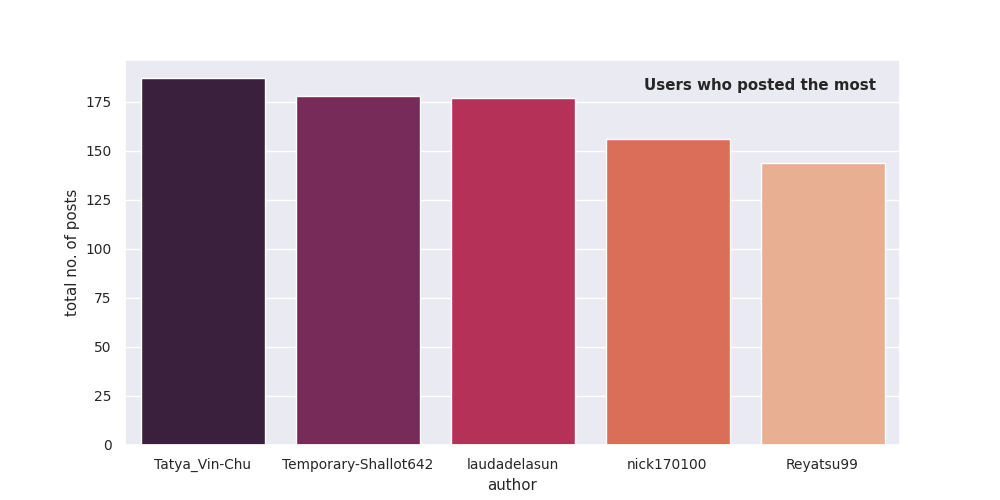 Users who posted the most
175
150
125
100
75
50
25
0
total no. of posts
Tatya_Vin-Chu Temporary-Shallot642 laudadelasun nick170100 Reyatsu99
author